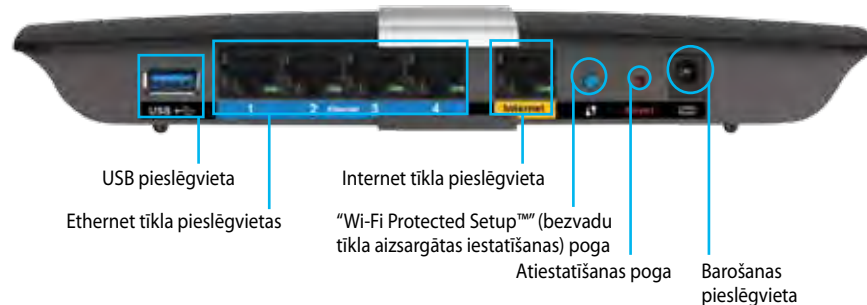 USB
1 2 Ethernet 3 4
Internet
Reset
USB pieslēgvieta
Internet tīkla pieslēgvieta
Ethernet tīkla pieslēgvietas
“Wi-Fi Protected Setup™” (bezvadu
tīkla aizsargātas iestatīšanas) poga
Atiestatīšanas poga
Barošanas
pieslēgvieta